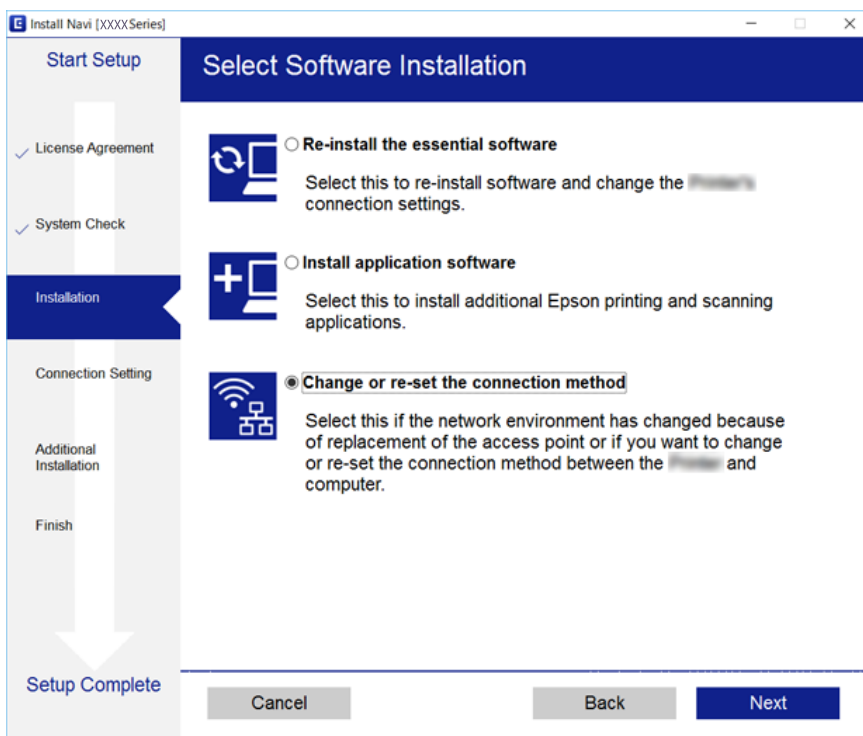 Install Navi [XXXX Series]
Start Setup
License Agreement
System Check
Installation
Connection Setting
Additional
Installation
Finish
Setup Complete
Select Software Installation
Re-install the essential software
Select this to re-install software and change the
connection settings.
Install application software
Select this to install additional Epson printing and scanning
applications.
Change or re-set the connection method
Select this if the network environment has changed because
of replacement of the access point or if you want to change
or re-set the connection method between the and
computer.
Cancel
Back
Next